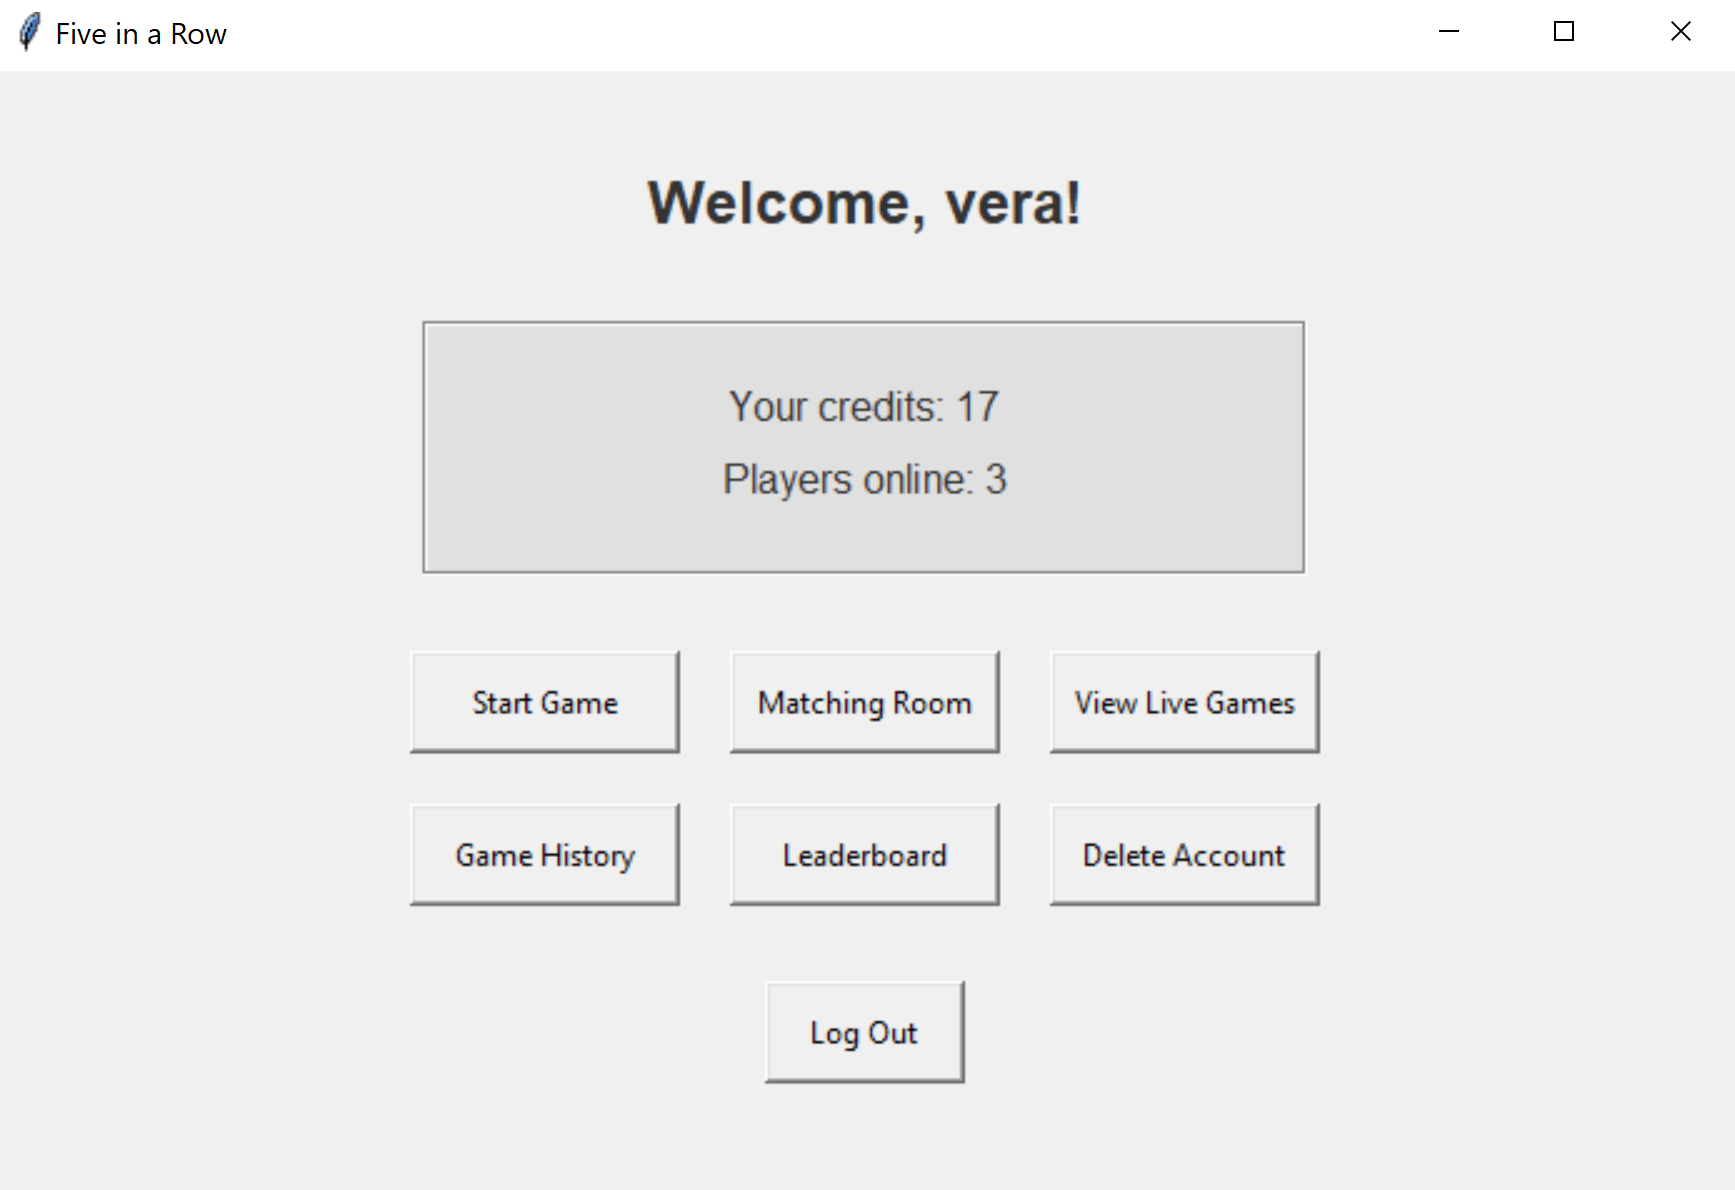 Five in a Row
Welcome, vera!
Your credits: 17
Players online: 3
Start Game
Matching Room
View Live Games
Game History
Leaderboard
Delete Account
Log Out